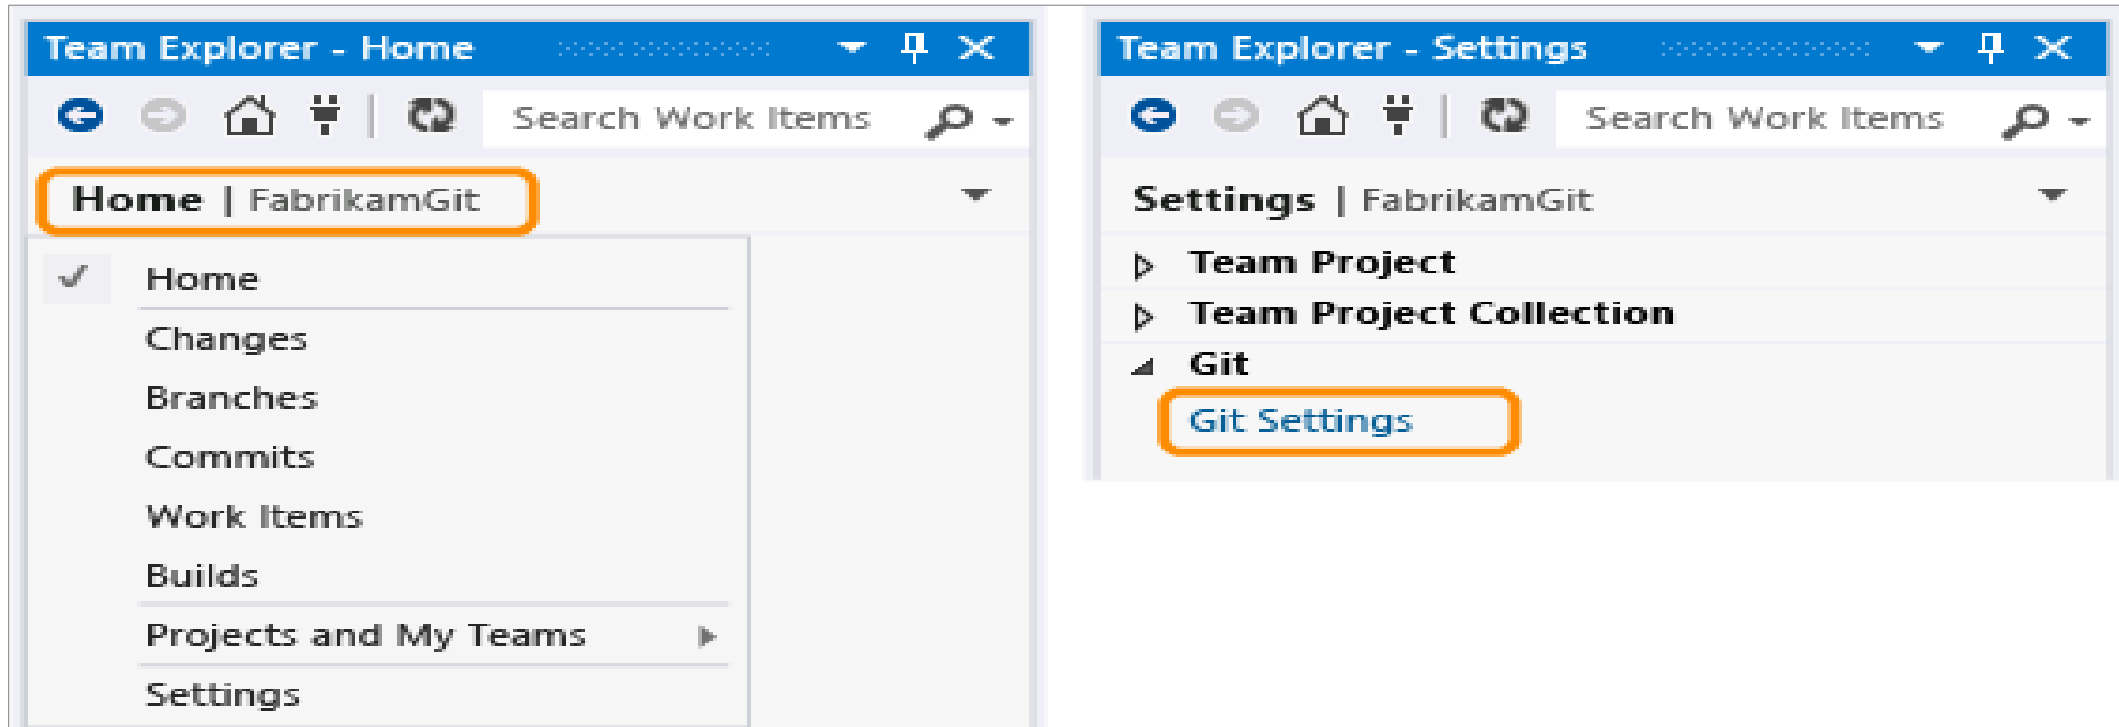 Team Explorer - Home
Search Work Items
Home | FabrikamGit
Home
Changes
Branches
Commits
Work Items
Builds
Projects and My Teams
Settings
Team Explorer - Settings
Search Work Items
Settings | FabrikamGit
Team Project
Team Project Collection
Git
Git Settings